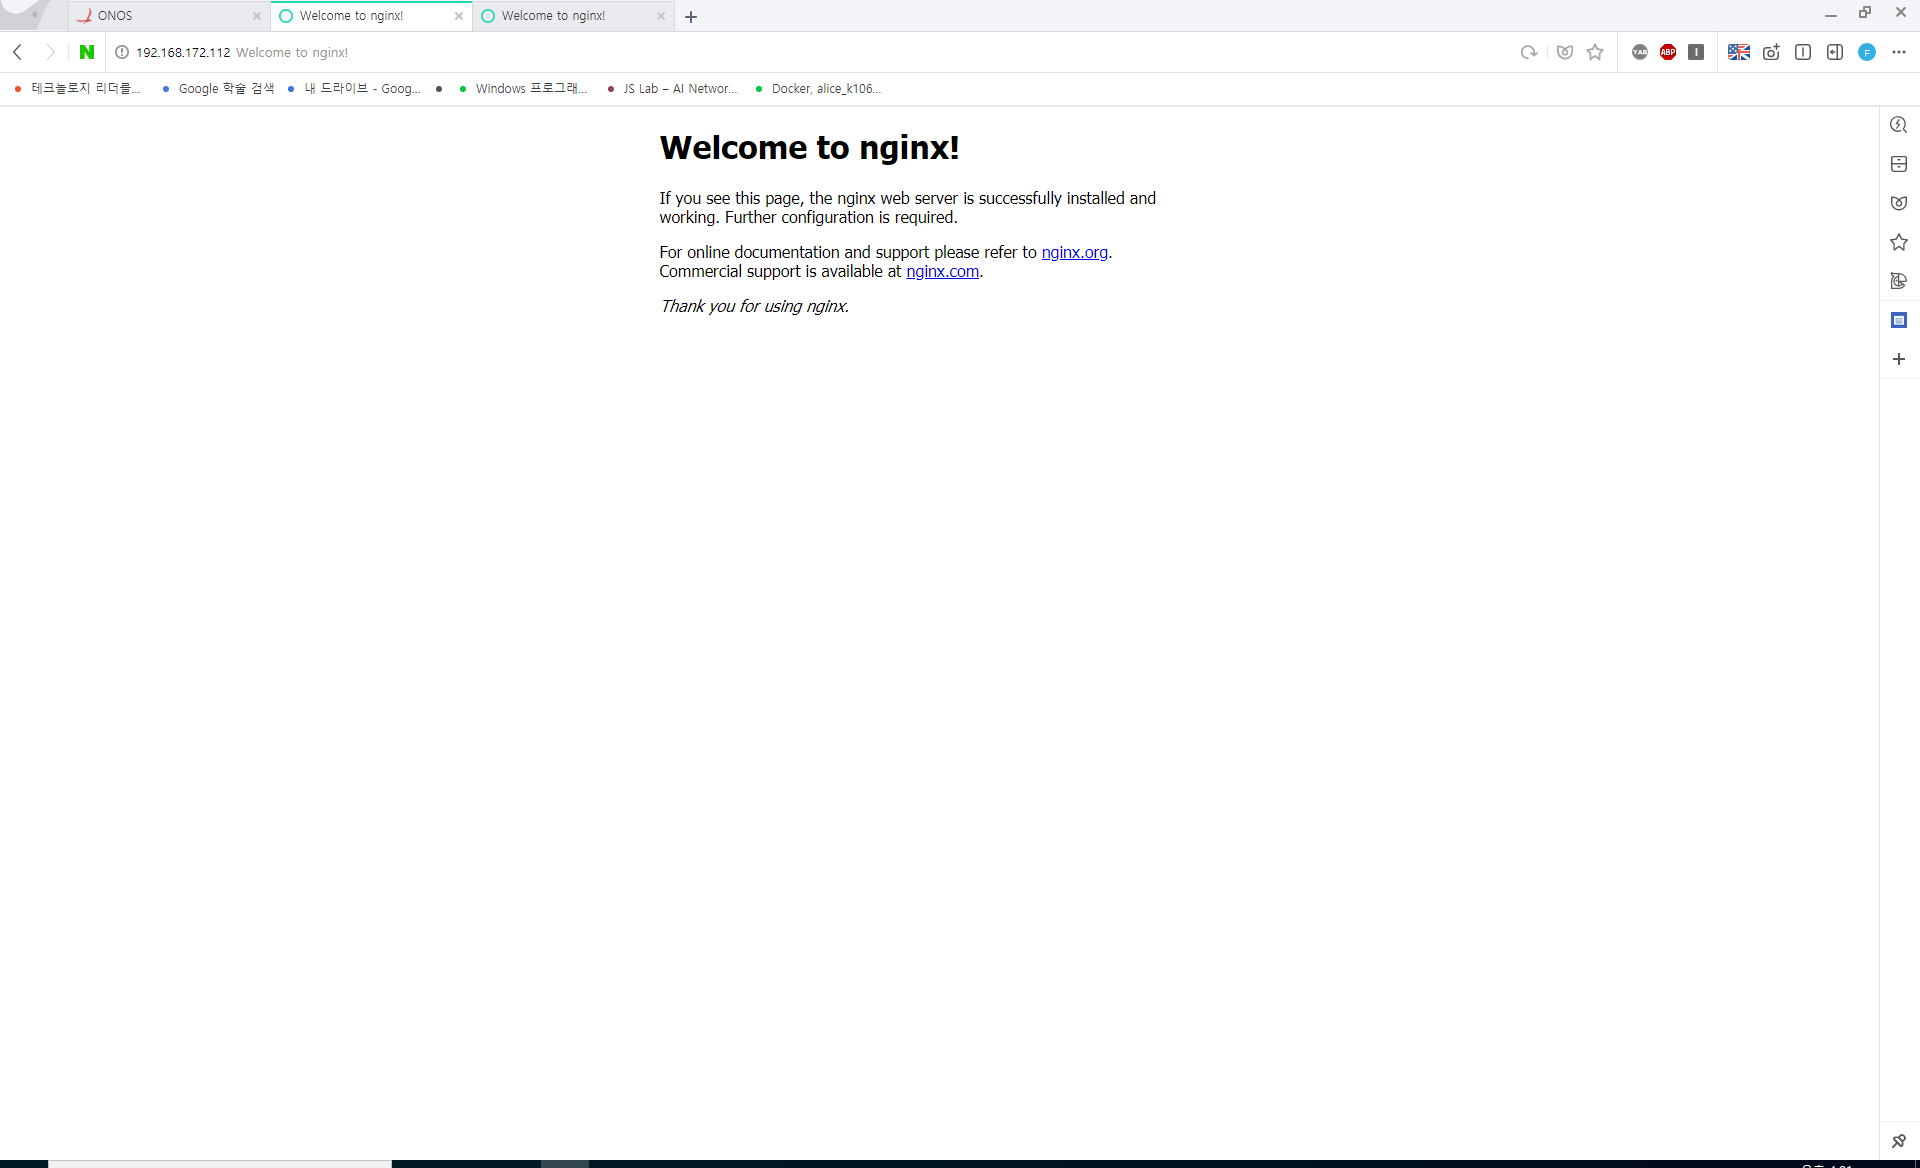 ONOS
Welcome to nginx!
Welcome to nginx!
N
192.168.172.112 Welcome to nginx!
YAB
ABP
F
테크놀로지 리더를...
Google 학술 검색
내 드라이브 - Goog...
Windows 프로그래...
JS Lab – AI Networ...
Docker, alice_k106...
Welcome to nginx!
If you see this page, the nginx web server is successfully installed and
working. Further configuration is required.
For online documentation and support please refer to nginx.org.
Commercial support is available at nginx.com.
Thank you for using nginx.